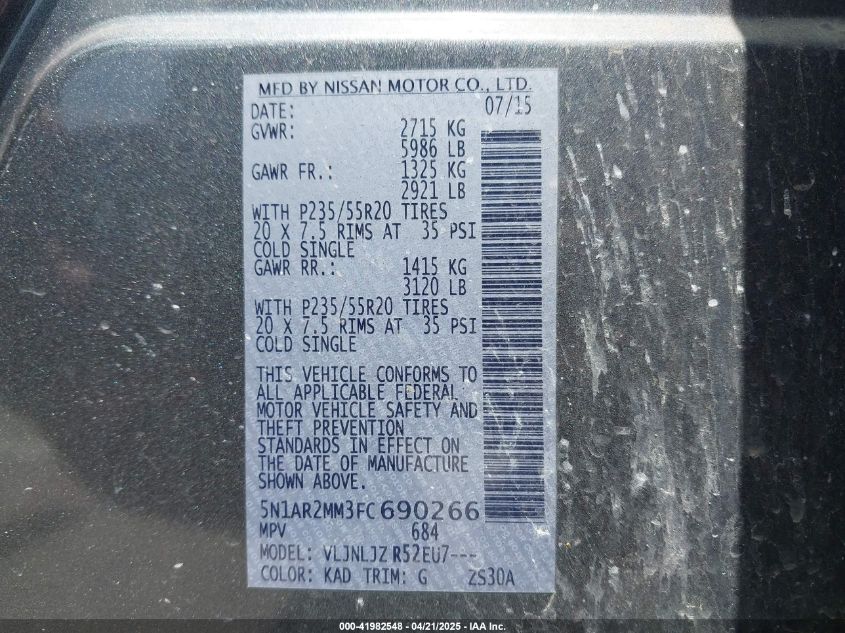 MFD BY NISSAN MOTOR CO., LTD.
DATE: 07/15
GVWR: 2715 KG
5986 LB
GAWR FR.: 1325 KG
2921 LB
WITH P235/55R20 TIRES
20 X 7.5 RIMS AT 35 PSI
COLD SINGLE
GAWR RR.: 1415 KG
3120 LB
WITH P235/55R20 TIRES
20 X 7.5 RIMS AT 35 PSI
COLD SINGLE
THIS VEHICLE CONFORMS TO
ALL APPLICABLE FEDERAL
MOTOR VEHICLE SAFETY AND
THEFT PREVENTION
STANDARDS IN EFFECT ON
THE DATE OF MANUFACTURE
SHOWN ABOVE.
5N1AR2MM3FC690266
MPV 684
MODEL: VLJNLJZ R52EU7---
COLOR: KAD TRIM: G ZS30A
000-41982548 - 04/21/2025 - IAA Inc.